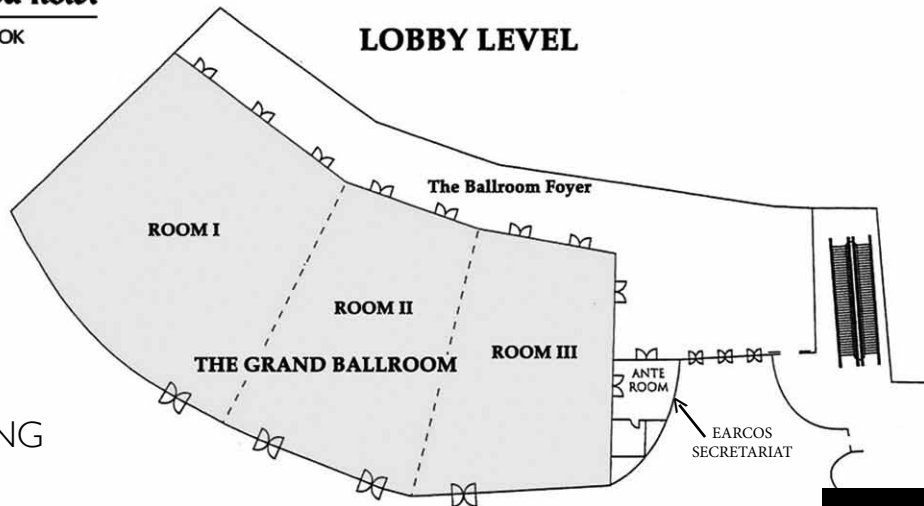 hotel
OK
LOBBY LEVEL
The Ballroom Foyer
ROOM I
ROOM II
ROOM III
THE GRAND BALLROOM
ANTE
ROOM
EARCOS
SECRETARIAT
NG